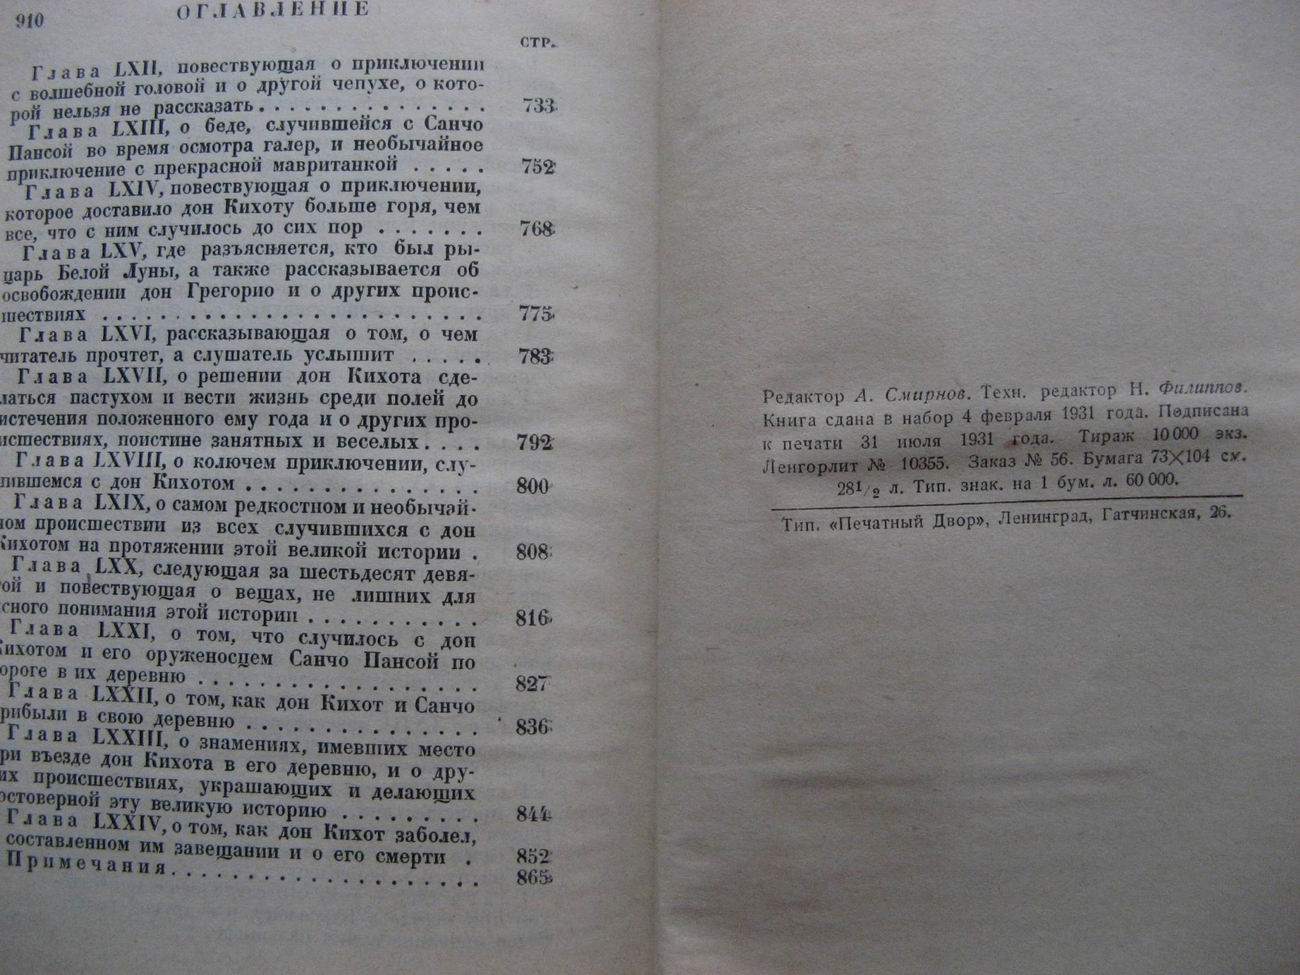 910
ОГЛАВЛЕНИЕ
СТР.
Глава LXII, повествующая о приключении
с волшебной головой и о другой чепухе, о кото-
рой нельзя не рассказать . . . . . . . . . . . . . . 733
Глава LXIII, о беде, случившейся с Санчо
Пансой во время осмотра галер, и необычайное
приключение с прекрасной мавританкой . . . . . 752
Глава LXIV, повествующая о приключении,
которое доставило дон Кихоту больше горя, чем
все, что с ним случилось до сих пор . . . . . . . 768
Глава LXV, где разъясняется, кто был ры-
царь Белой Луны, а также рассказывается об
освобождении дон Грегорио и о других проис-
шествиях . . . . . . . . . . . . . . . . . . . . . 775
Глава LXVI, рассказывающая о том, о чем
читатель прочтет, а слушатель услышит . . . . . 783
Глава LXVII, о решении дон Кихота сде-
латься пастухом и вести жизнь среди полей до
истечения положенного ему года и о других про-
исшествиях, поистине занятных и веселых . . . . 792
Глава LXVIII, о колючем приключении, слу-
чившемся с дон Кихотом . . . . . . . . . . . . . 800
Глава LXIX, о самом редкостном и необычай-
ном происшествии из всех случившихся с дон
Кихотом на протяжении этой великой истории . 808
Глава LXX, следующая за шестьдесят девя-
той и повествующая о вещах, не лишних для
ясного понимания этой истории . . . . . . . . . . 816
Глава LXXI, о том, что случилось с дон
Кихотом и его оруженосцем Санчо Пансой по
дороге в их деревню . . . . . . . . . . . . . . . . 827
Глава LXXII, о том, как дон Кихот и Санчо
прибыли в свою деревню . . . . . . . . . . . . . . 836
Глава LXXIII, о знамениях, имевших место
при въезде дон Кихота в его деревню, и о дру-
гих происшествиях, украшающих и делающих
достоверной эту великую историю . . . . . . . . . 844
Глава LXXIV, о том, как дон Кихот заболел,
составленном им завещании и о его смерти . 852
Примечания . . . . . . . . . . . . . . . . . . . . 865
Редактор А. Смирнов. Техн. редактор Н. Филиппов.
Книга сдана в набор 4 февраля 1931 года. Подписана
к печати 31 июля 1931 года. Тираж 10 000 экз.
Ленгорлит № 10355. Заказ № 56. Бумага 73×104 см.
28½ л. Тип. знак. на 1 бум. л. 60 000.
Тип. «Печатный Двор», Ленинград, Гатчинская, 26.